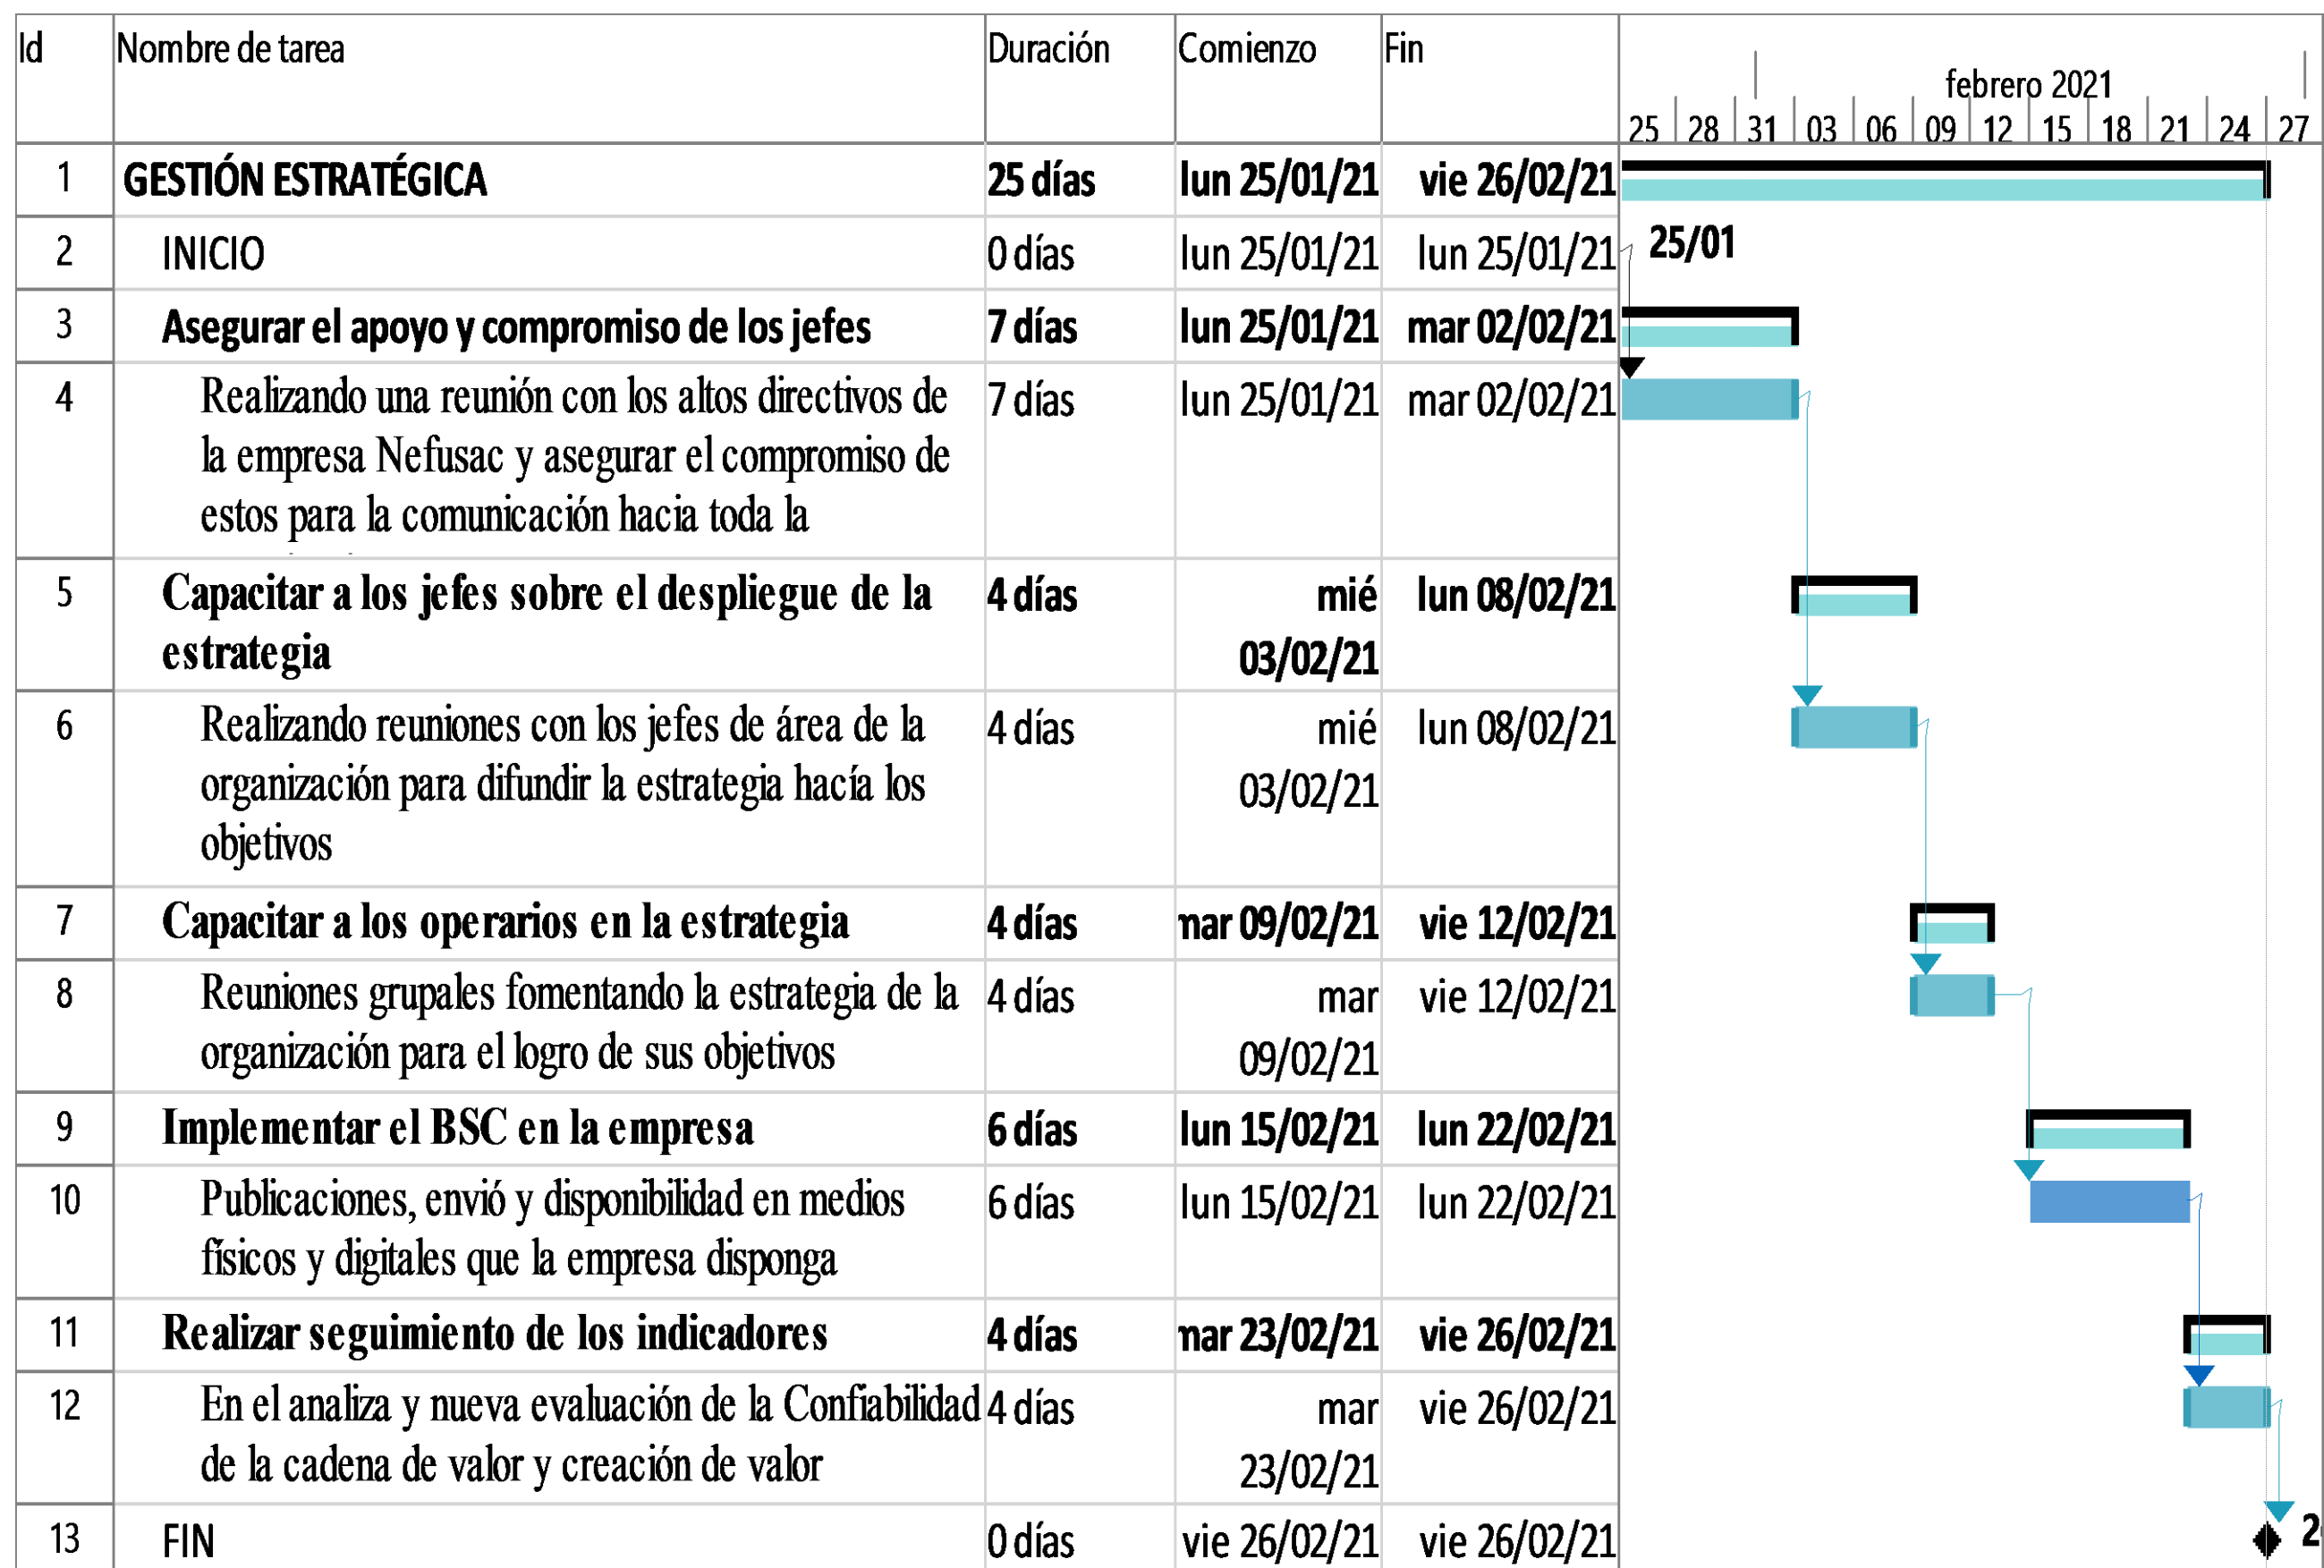 Id Nombre de tarea Duración Comienzo Fin
febrero 2021
25 28 31 03 06 09 12 15 18 21 24 27
1 GESTIÓN ESTRATÉGICA 25 días lun 25/01/21 vie 26/02/21
2 INICIO 0 días lun 25/01/21 lun 25/01/21 25/01
3 Asegurar el apoyo y compromiso de los jefes 7 días lun 25/01/21 mar 02/02/21
4 Realizando una reunión con los altos directivos de 7 días lun 25/01/21 mar 02/02/21
la empresa Nefusac y asegurar el compromiso de
estos para la comunicación hacia toda la
5 Capacitar a los jefes sobre el despliegue de la 4 días mié lun 08/02/21
estrategia 03/02/21
6 Realizando reuniones con los jefes de área de la 4 días mié lun 08/02/21
organización para difundir la estrategia hacía los 03/02/21
objetivos
7 Capacitar a los operarios en la estrategia 4 días mar 09/02/21 vie 12/02/21
8 Reuniones grupales fomentando la estrategia de la 4 días mar vie 12/02/21
organización para el logro de sus objetivos 09/02/21
9 Implementar el BSC en la empresa 6 días lun 15/02/21 lun 22/02/21
10 Publicaciones, envió y disponibilidad en medios 6 días lun 15/02/21 lun 22/02/21
físicos y digitales que la empresa disponga
11 Realizar seguimiento de los indicadores 4 días mar 23/02/21 vie 26/02/21
12 En el analiza y nueva evaluación de la Confiabilidad 4 días mar vie 26/02/21
de la cadena de valor y creación de valor 23/02/21
13 FIN 0 días vie 26/02/21 vie 26/02/21